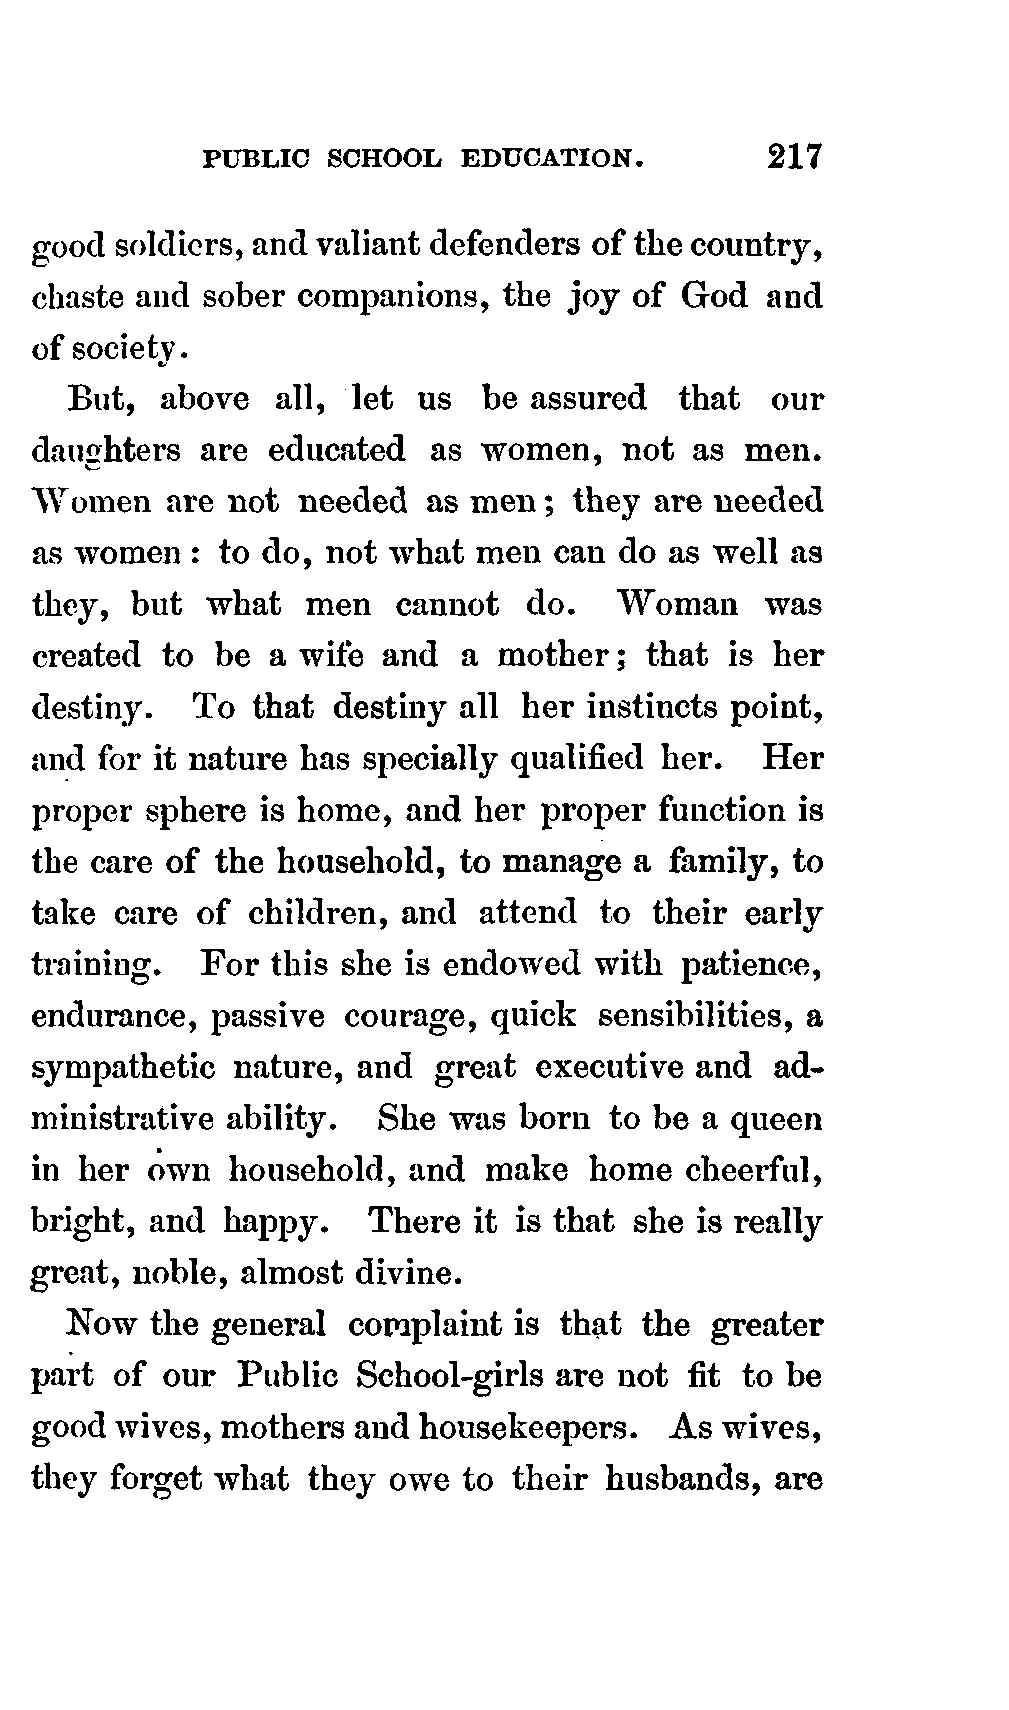 PUBLIC SCHOOL EDUCATION. 217
good soldiers, and valiant defenders of the country,
chaste and sober companions, the joy of God and
of society.
But, above all, let us be assured that our
daughters are educated as women, not as men.
Women are not needed as men; they are needed
as women: to do, not what men can do as well as
they, but what men cannot do. Woman was
created to be a wife and a mother; that is her
destiny. To that destiny all her instincts point,
and for it nature has specially qualified her. Her
proper sphere is home, and her proper function is
the care of the household, to manage a family, to
take care of children, and attend to their early
training. For this she is endowed with patience,
endurance, passive courage, quick sensibilities, a
sympathetic nature, and great executive and ad-
ministrative ability. She was born to be a queen
in her own household, and make home cheerful,
bright, and happy. There it is that she is really
great, noble, almost divine.
Now the general complaint is that the greater
part of our Public School-girls are not fit to be
good wives, mothers and housekeepers. As wives,
they forget what they owe to their husbands, are